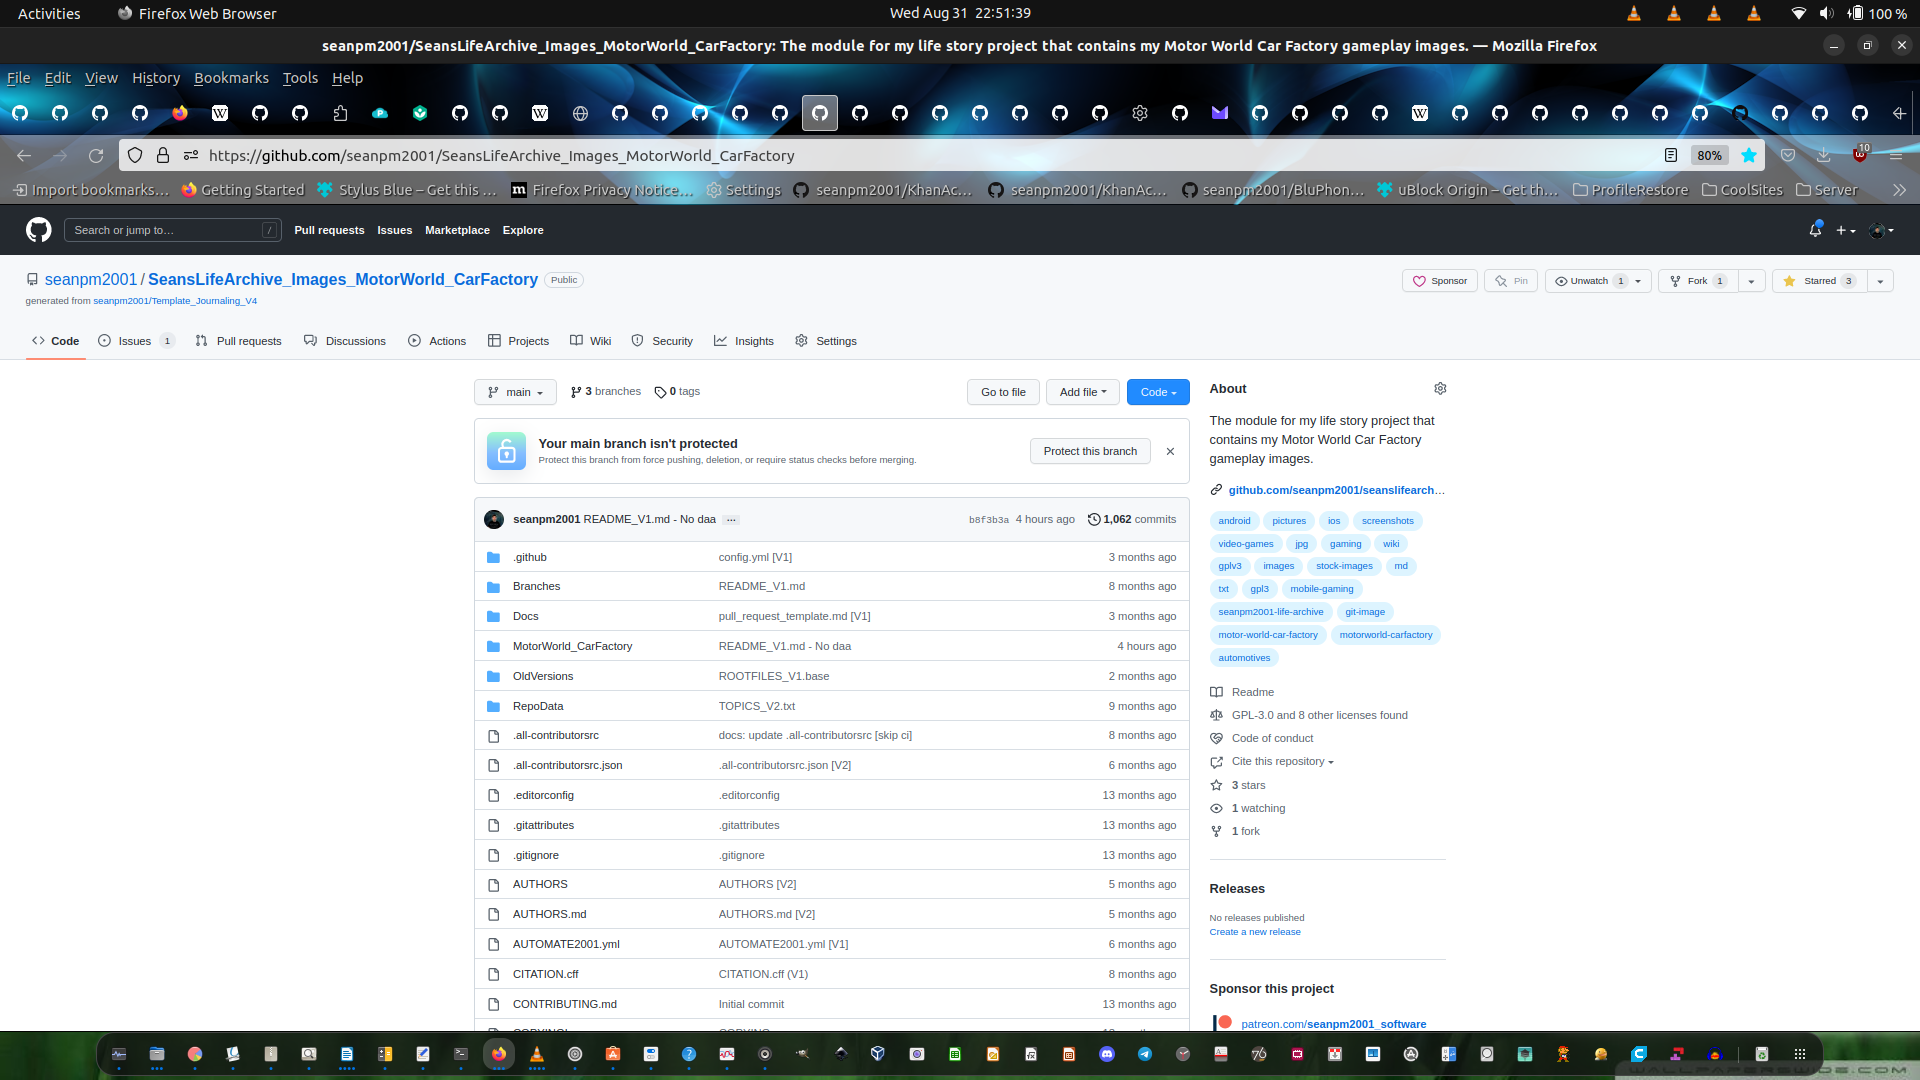 Activities
Firefox Web Browser
Wed Aug 31 22:51:39
100 %
seanpm2001/SeansLifeArchive_Images_MotorWorld_CarFactory: The module for my life story project that contains my Motor World Car Factory gameplay images. — Mozilla Firefox
File Edit View History Bookmarks Tools Help
https://github.com/seanpm2001/SeansLifeArchive_Images_MotorWorld_CarFactory
80%
10
Import bookmarks…
Getting Started
Stylus Blue – Get this …
Firefox Privacy Notice…
Settings
seanpm2001/KhanAc…
seanpm2001/KhanAc…
seanpm2001/BluPhon…
uBlock Origin – Get th…
ProfileRestore
CoolSites
Server
Search or jump to…
/
Pull requests
Issues
Marketplace
Explore
seanpm2001 / SeansLifeArchive_Images_MotorWorld_CarFactory
Public
generated from seanpm2001/Template_Journaling_V4
Sponsor
Pin
Unwatch 1
Fork 1
Starred 3
Code
Issues 1
Pull requests
Discussions
Actions
Projects
Wiki
Security
Insights
Settings
main
3 branches
0 tags
Go to file
Add file
Code
Your main branch isn't protected
Protect this branch from force pushing, deletion, or require status checks before merging.
Protect this branch
seanpm2001 README_V1.md - No daa …
b8f3b3a 4 hours ago
1,062 commits
.github config.yml [V1] 3 months ago
Branches README_V1.md 8 months ago
Docs pull_request_template.md [V1] 3 months ago
MotorWorld_CarFactory README_V1.md - No daa 4 hours ago
OldVersions ROOTFILES_V1.base 2 months ago
RepoData TOPICS_V2.txt 9 months ago
.all-contributorsrc docs: update .all-contributorsrc [skip ci] 8 months ago
.all-contributorsrc.json .all-contributorsrc.json [V2] 6 months ago
.editorconfig .editorconfig 13 months ago
.gitattributes .gitattributes 13 months ago
.gitignore .gitignore 13 months ago
AUTHORS AUTHORS [V2] 5 months ago
AUTHORS.md AUTHORS.md [V2] 5 months ago
AUTOMATE2001.yml AUTOMATE2001.yml [V1] 6 months ago
CITATION.cff CITATION.cff (V1) 8 months ago
CONTRIBUTING.md Initial commit 13 months ago
About
The module for my life story project that
contains my Motor World Car Factory
gameplay images.
github.com/seanpm2001/seanslifearch…
android pictures ios screenshots
video-games jpg gaming wiki
gplv3 images stock-images md
txt gpl3 mobile-gaming
seanpm2001-life-archive git-image
motor-world-car-factory motorworld-carfactory
automotives
Readme
GPL-3.0 and 8 other licenses found
Code of conduct
Cite this repository
3 stars
1 watching
1 fork
Releases
No releases published
Create a new release
Sponsor this project
patreon.com/seanpm2001_software